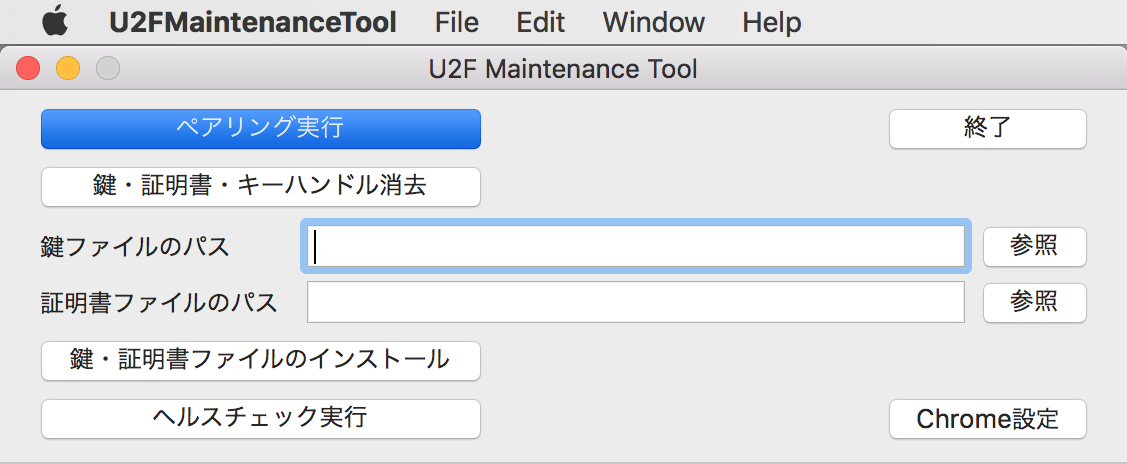 U2FMaintenanceTool File Edit Window Help
U2F Maintenance Tool
ペアリング実行 終了
鍵・証明書・キーハンドル消去
鍵ファイルのパス 参照
証明書ファイルのパス 参照
鍵・証明書ファイルのインストール
ヘルスチェック実行 Chrome設定